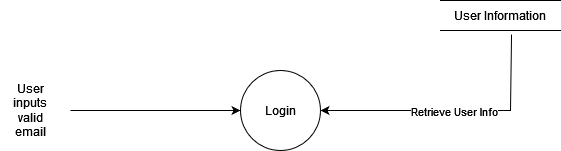 User Information
User
inputs
valid
email
Login
Retrieve User Info